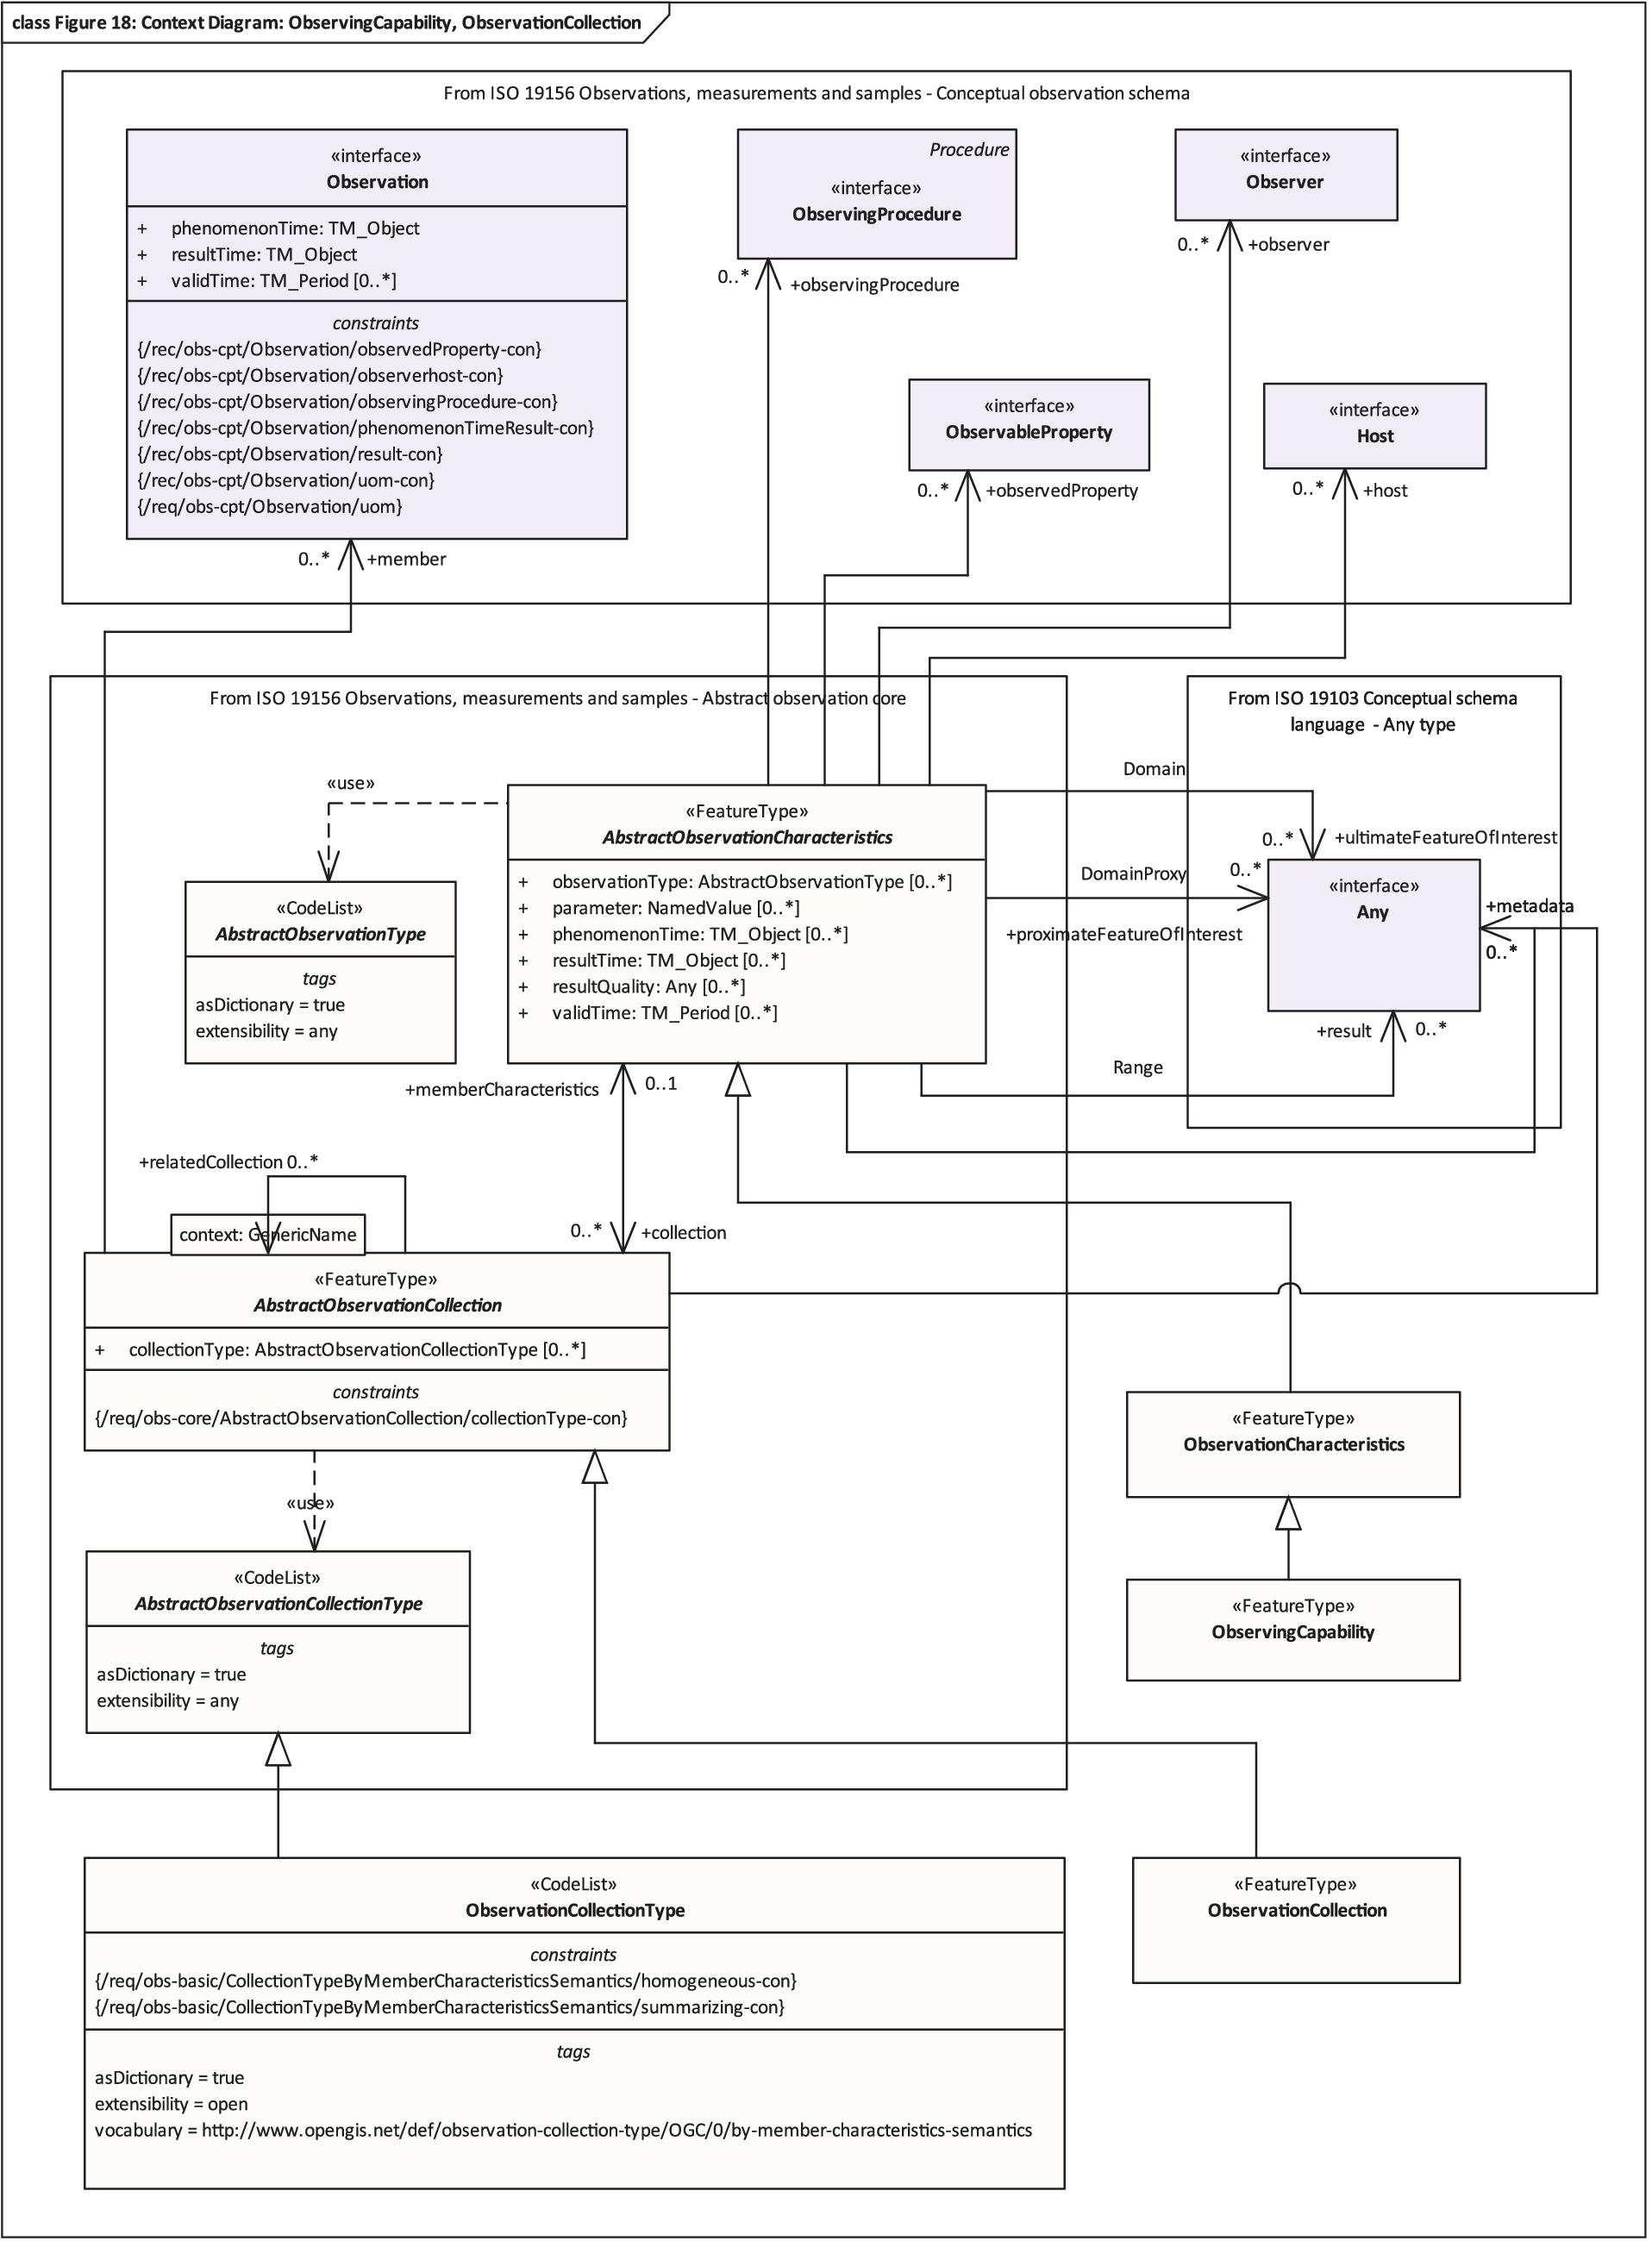 class Figure 18: Context Diagram: ObservingCapability, ObservationCollection
From ISO 19156 Observations, measurements and samples - Conceptual observation schema
«interface»
Observation
+ phenomenonTime: TM_Object
+ resultTime: TM_Object
+ validTime: TM_Period [0..*]
constraints
{/rec/obs-cpt/Observation/observedProperty-con}
{/rec/obs-cpt/Observation/observerhost-con}
{/rec/obs-cpt/Observation/observingProcedure-con}
{/rec/obs-cpt/Observation/phenomenonTimeResult-con}
{/rec/obs-cpt/Observation/result-con}
{/rec/obs-cpt/Observation/uom-con}
{/req/obs-cpt/Observation/uom}
0..* +member
Procedure
«interface»
ObservingProcedure
0..* +observingProcedure
«interface»
Observer
0..* +observer
«interface»
ObservableProperty
0..* +observedProperty
«interface»
Host
0..* +host
From ISO 19156 Observations, measurements and samples - Abstract observation core
From ISO 19103 Conceptual schema
language - Any type
«use»
«FeatureType»
AbstractObservationCharacteristics
+ observationType: AbstractObservationType [0..*]
+ parameter: NamedValue [0..*]
+ phenomenonTime: TM_Object [0..*]
+ resultTime: TM_Object [0..*]
+ resultQuality: Any [0..*]
+ validTime: TM_Period [0..*]
Domain
0..* +ultimateFeatureOfInterest
DomainProxy
0..*
+proximateFeatureOfInterest
«interface»
Any
+metadata
0..*
+result 0..*
Range
«CodeList»
AbstractObservationType
tags
asDictionary = true
extensibility = any
+memberCharacteristics 0..1
+relatedCollection 0..*
context: GenericName
0..* +collection
«FeatureType»
AbstractObservationCollection
+ collectionType: AbstractObservationCollectionType [0..*]
constraints
{/req/obs-core/AbstractObservationCollection/collectionType-con}
«use»
«FeatureType»
ObservationCharacteristics
«CodeList»
AbstractObservationCollectionType
tags
asDictionary = true
extensibility = any
«FeatureType»
ObservingCapability
«CodeList»
ObservationCollectionType
constraints
{/req/obs-basic/CollectionTypeByMemberCharacteristicsSemantics/homogeneous-con}
{/req/obs-basic/CollectionTypeByMemberCharacteristicsSemantics/summarizing-con}
tags
asDictionary = true
extensibility = open
vocabulary = http://www.opengis.net/def/observation-collection-type/OGC/0/by-member-characteristics-semantics
«FeatureType»
ObservationCollection